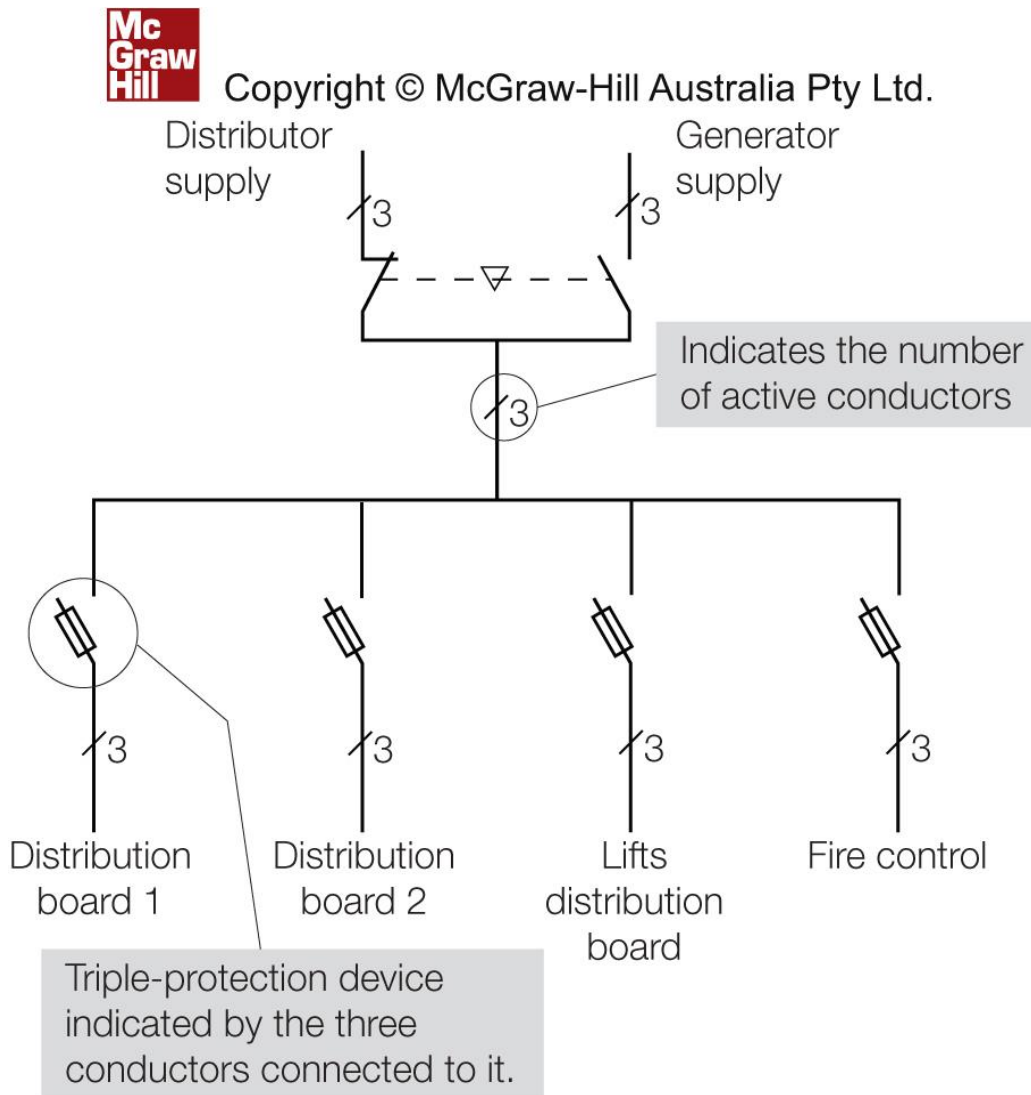 Mc
Graw
Hill
Copyright © McGraw-Hill Australia Pty Ltd.
Distributor
supply
Generator
supply
3
3
Indicates the number
of active conductors
3
3
3
3
3
Distribution
board 1
Distribution
board 2
Lifts
distribution
board
Fire control
Triple-protection device
indicated by the three
conductors connected to it.